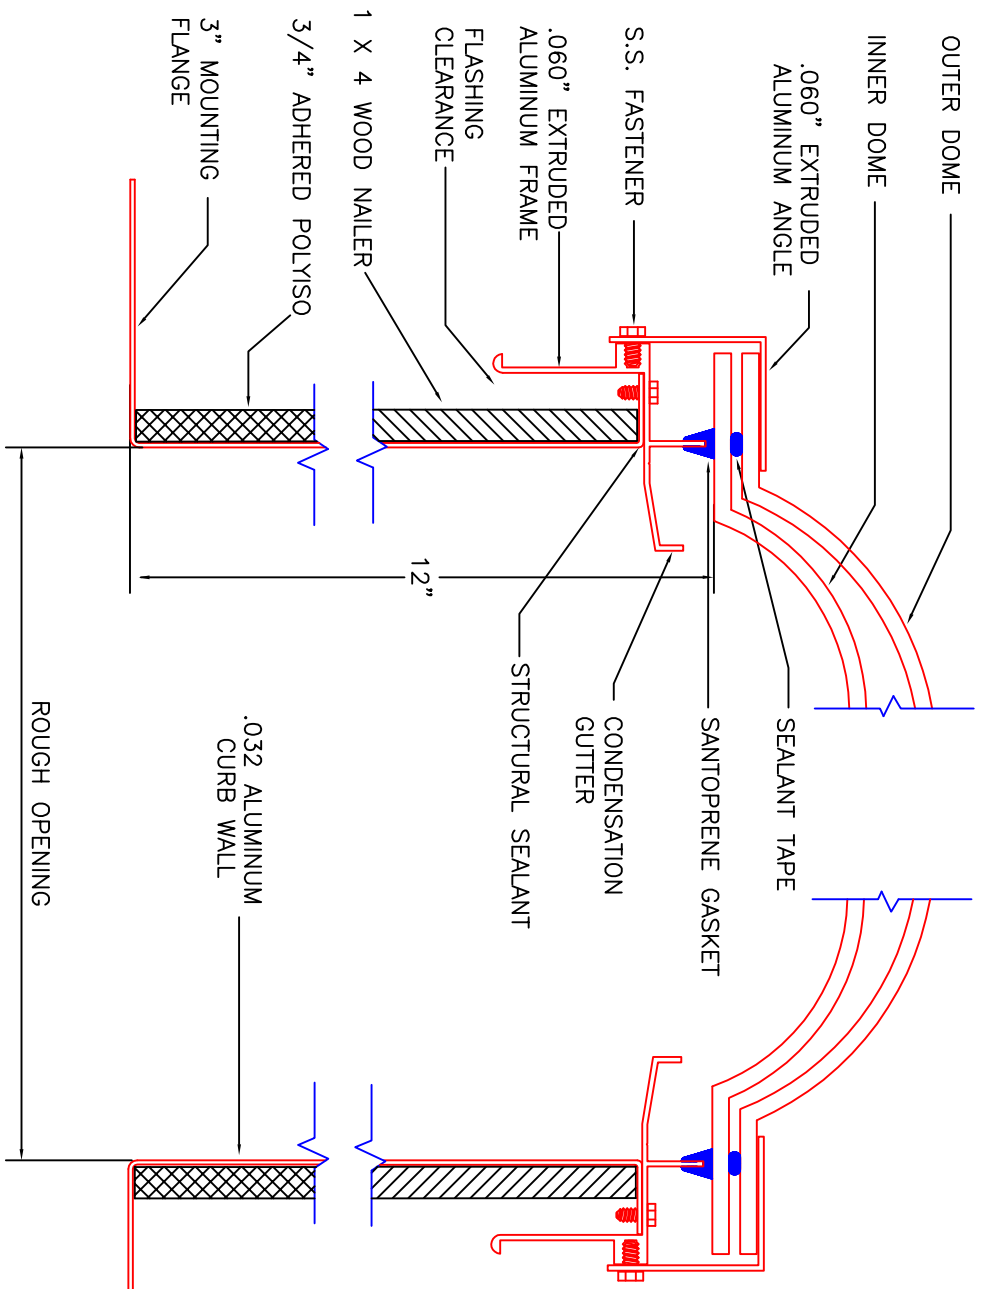 OUTER DOME
INNER DOME
.060" EXTRUDED
ALUMINUM ANGLE
S.S. FASTENER
.060" EXTRUDED
ALUMINUM FRAME
FLASHING
CLEARANCE
1 X 4 WOOD NAILER
3/4" ADHERED POLYISO
3" MOUNTING
FLANGE
12"
SEALANT TAPE
SANTOPRENE GASKET
CONDENSATION
GUTTER
STRUCTURAL SEALANT
.032 ALUMINUM
CURB WALL
ROUGH OPENING